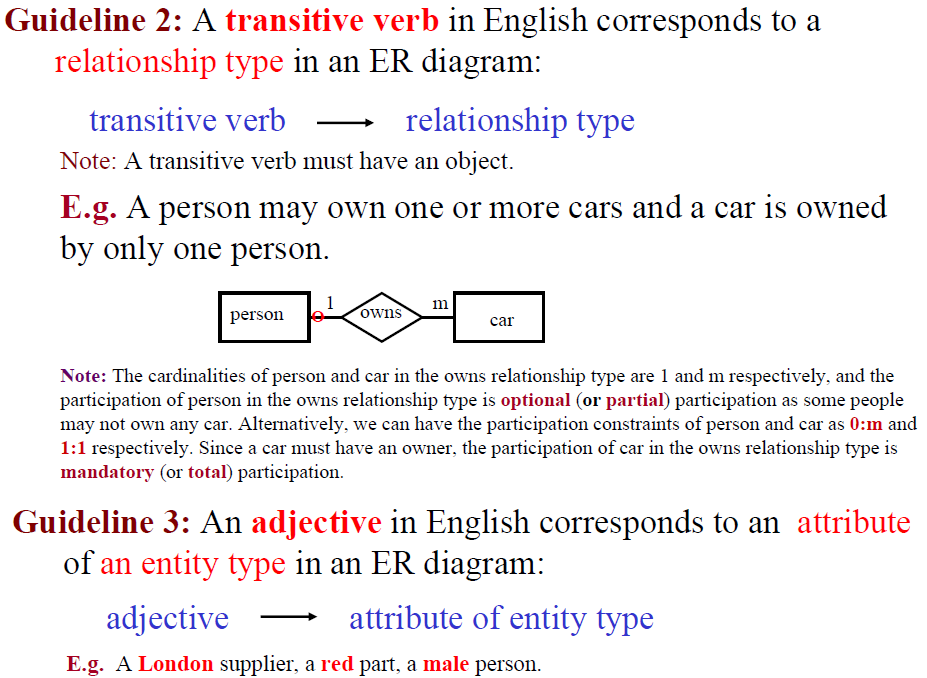 Guideline 2: A transitive verb in English corresponds to a
relationship type in an ER diagram:
transitive verb → relationship type
Note: A transitive verb must have an object.
E.g. A person may own one or more cars and a car is owned
by only one person.
person 1 owns m car
Note: The cardinalities of person and car in the owns relationship type are 1 and m respectively, and the
participation of person in the owns relationship type is optional (or partial) participation as some people
may not own any car. Alternatively, we can have the participation constraints of person and car as 0:m and
1:1 respectively. Since a car must have an owner, the participation of car in the owns relationship type is
mandatory (or total) participation.
Guideline 3: An adjective in English corresponds to an attribute
of an entity type in an ER diagram:
adjective → attribute of entity type
E.g. A London supplier, a red part, a male person.